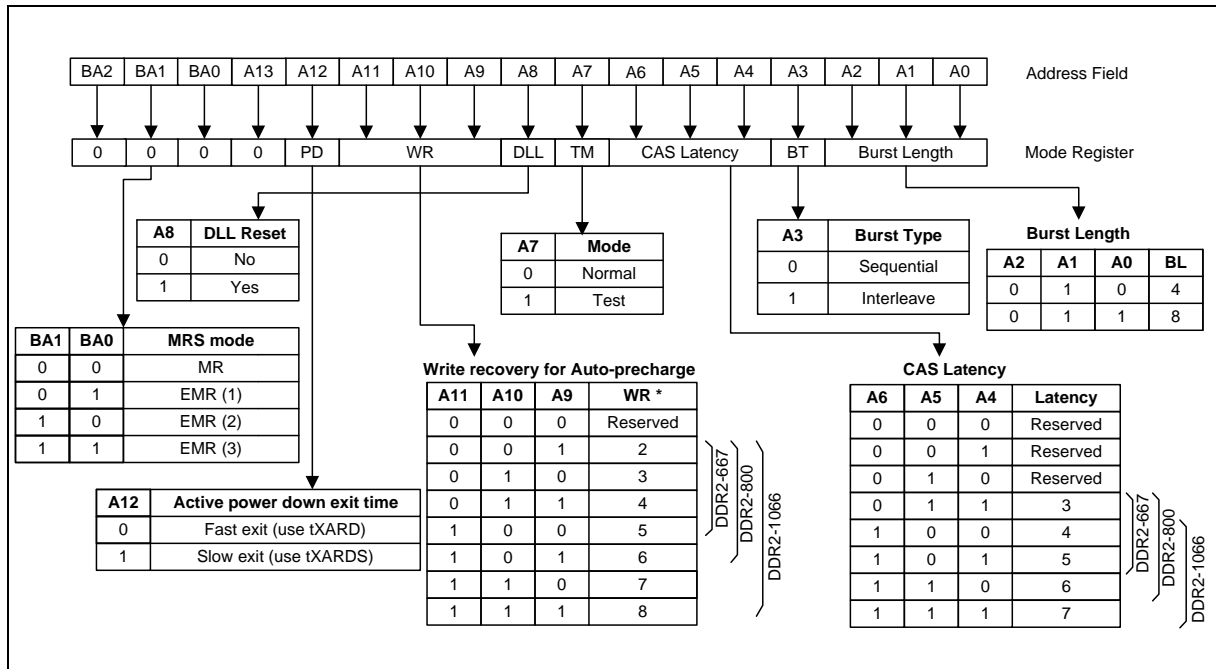 BA2 BA1 BA0 A13 A12 A11 A10 A9 A8 A7 A6 A5 A4 A3 A2 A1 A0 Address Field
0 0 0 0 PD WR DLL TM CAS Latency BT Burst Length Mode Register
A8 DLL Reset
0 No
1 Yes
A7 Mode
0 Normal
1 Test
A3 Burst Type
0 Sequential
1 Interleave
Burst Length
A2 A1 A0 BL
0 1 0 4
0 1 1 8
BA1 BA0 MRS mode
0 0 MR
0 1 EMR (1)
1 0 EMR (2)
1 1 EMR (3)
A12 Active power down exit time
0 Fast exit (use tXARD)
1 Slow exit (use tXARDS)
Write recovery for Auto-precharge
A11 A10 A9 WR *
0 0 0 Reserved
0 0 1 2
0 1 0 3
0 1 1 4
1 0 0 5
1 0 1 6
1 1 0 7
1 1 1 8
DDR2-667
DDR2-800
DDR2-1066
CAS Latency
A6 A5 A4 Latency
0 0 0 Reserved
0 0 1 Reserved
0 1 0 Reserved
0 1 1 3
1 0 0 4
1 0 1 5
1 1 0 6
1 1 1 7
DDR2-667
DDR2-800
DDR2-1066